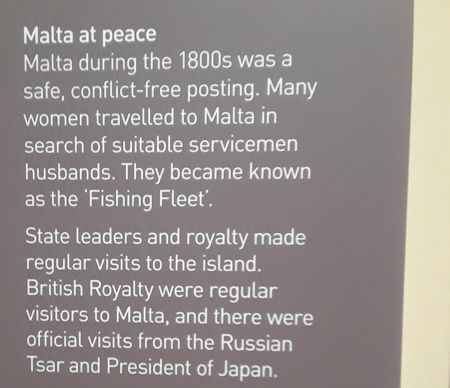 Malta at peace
Malta during the 1800s was a
safe, conflict-free posting. Many
women travelled to Malta in
search of suitable servicemen
husbands. They became known
as the ‘Fishing Fleet’.
State leaders and royalty made
regular visits to the island.
British Royalty were regular
visitors to Malta, and there were
official visits from the Russian
Tsar and President of Japan.